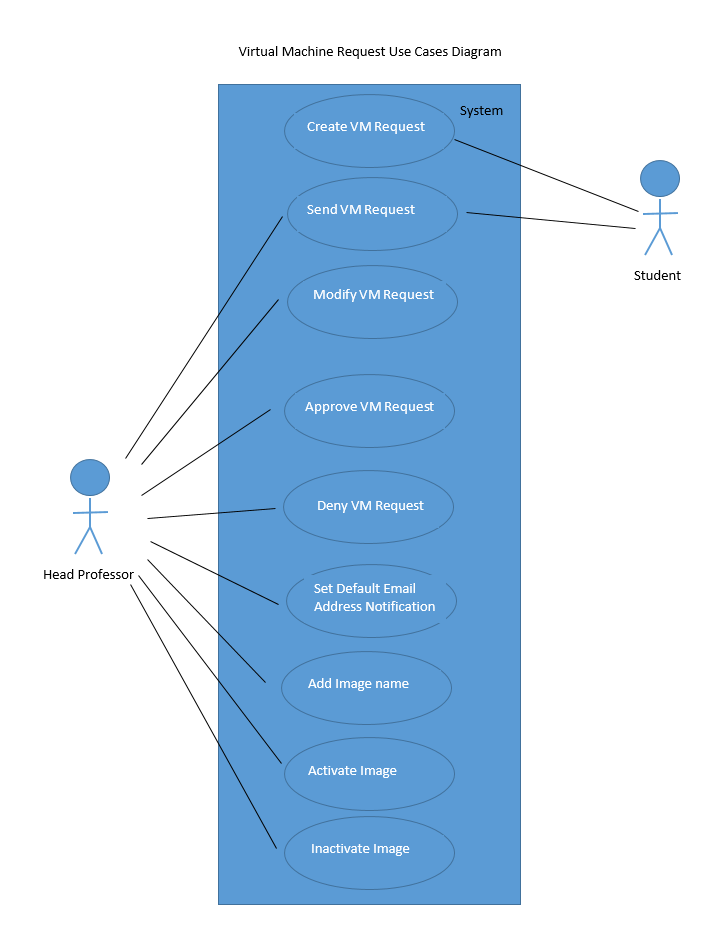 Virtual Machine Request Use Cases Diagram
System
Create VM Request
Send VM Request
Student
Modify VM Request
Approve VM Request
Deny VM Request
Head Professor
Set Default Email
Address Notification
Add Image name
Activate Image
Inactivate Image